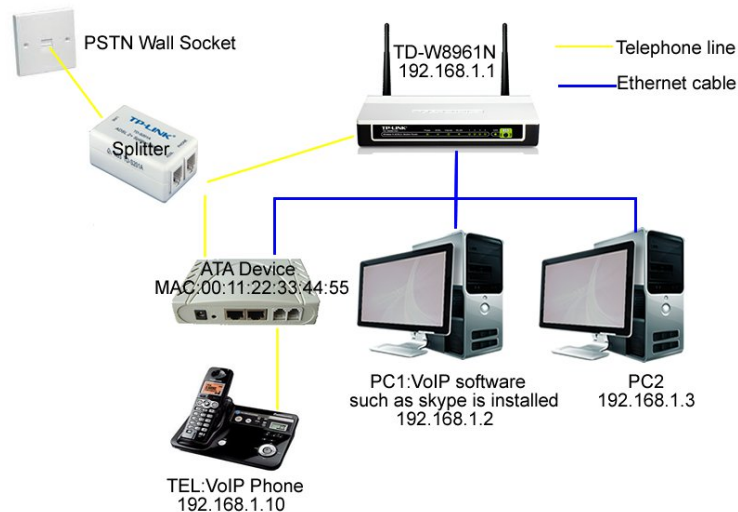 PSTN Wall Socket
TD-W8961N
192.168.1.1
Telephone line
Ethernet cable
TP-LINK
Splitter
TP-LINK
ATA Device
MAC:00:11:22:33:44:55
PC1:VoIP software
such as skype is installed
192.168.1.2
PC2
192.168.1.3
TEL:VoIP Phone
192.168.1.10